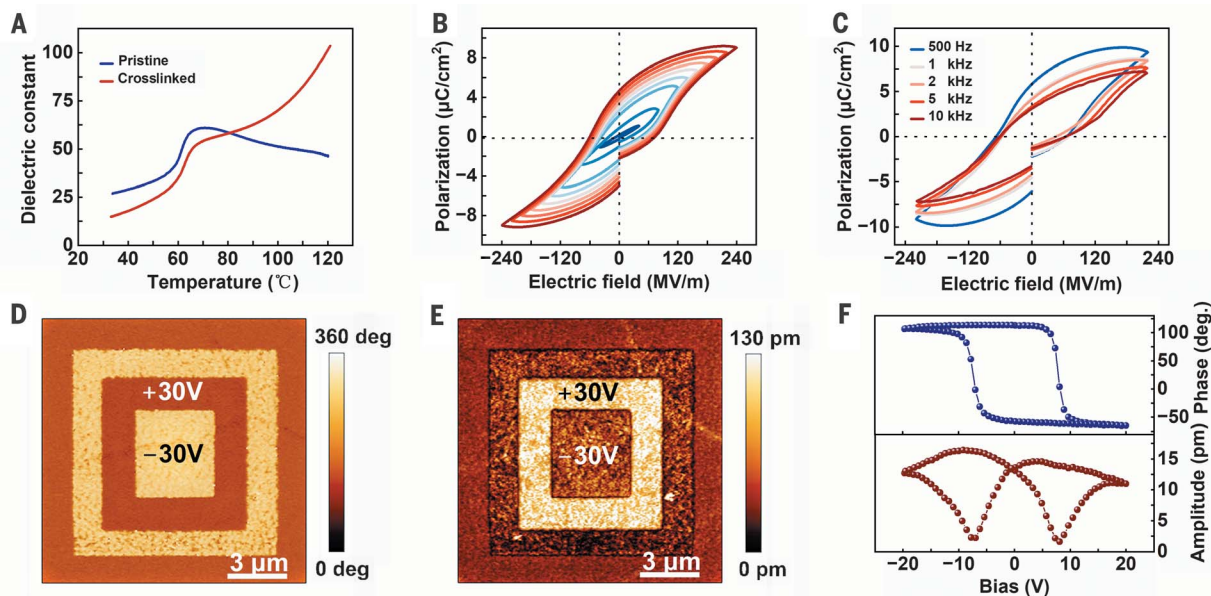 A
Dielectric constant
100
75
50
25
0
Pristine
Crosslinked
20 40 60 80 100 120
Temperature (℃)
B
Polarization (μC/cm²)
8
4
0
−4
−8
−240 −120 0 120 240
Electric field (MV/m)
C
Polarization (μC/cm²)
10
5
0
−5
−10
500 Hz
1 kHz
2 kHz
5 kHz
10 kHz
−240 −120 0 120 240
Electric field (MV/m)
D
+30V
−30V
3 μm
360 deg
0 deg
E
+30V
−30V
3 μm
130 pm
0 pm
F
100
50
0
−50
Phase (deg.)
15
10
5
0
Amplitude (pm)
−20 −10 0 10 20
Bias (V)